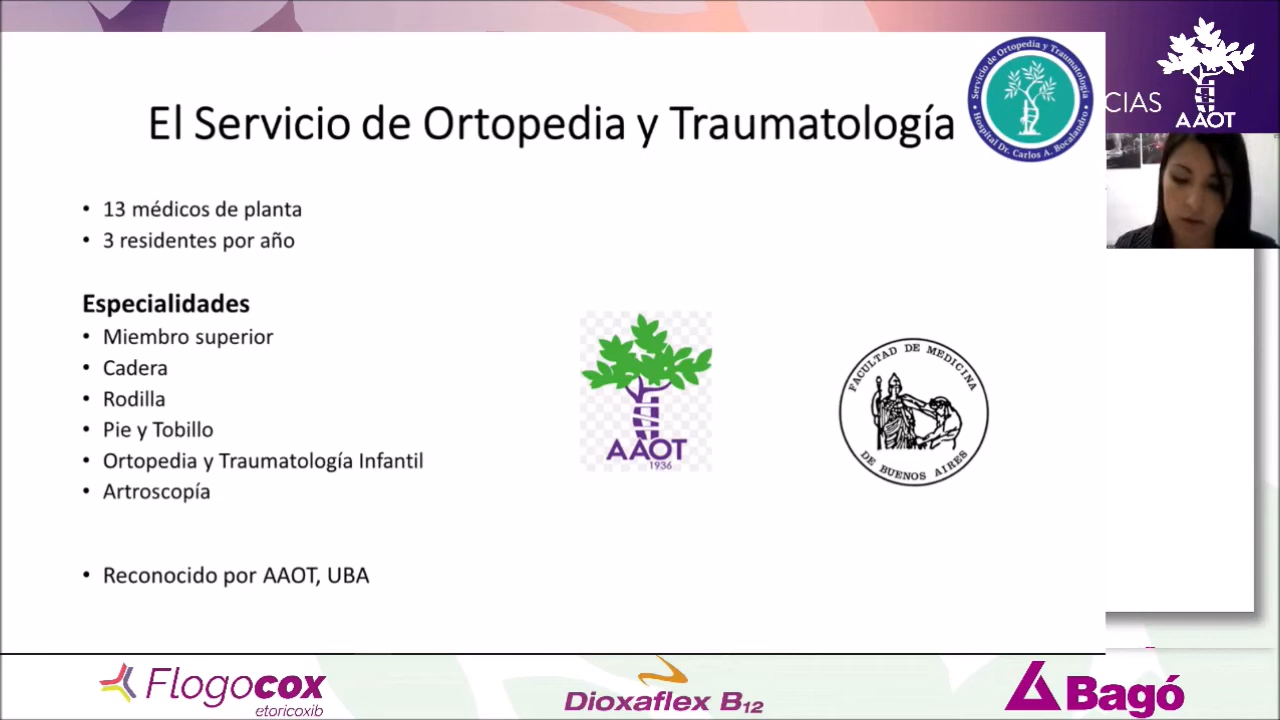 El Servicio de Ortopedia y Traumatología
Servicio de Ortopedia y Traumatología
Hospital Dr. Carlos A. Bocalandro
CIAS
AAOT
• 13 médicos de planta
• 3 residentes por año
Especialidades
• Miembro superior
• Cadera
• Rodilla
• Pie y Tobillo
• Ortopedia y Traumatología Infantil
• Artroscopía
• Reconocido por AAOT, UBA
AAOT
1936
FACULTAD DE MEDICINA
DE BUENOS AIRES
Flogocox
etoricoxib
Dioxaflex B12
Bagó